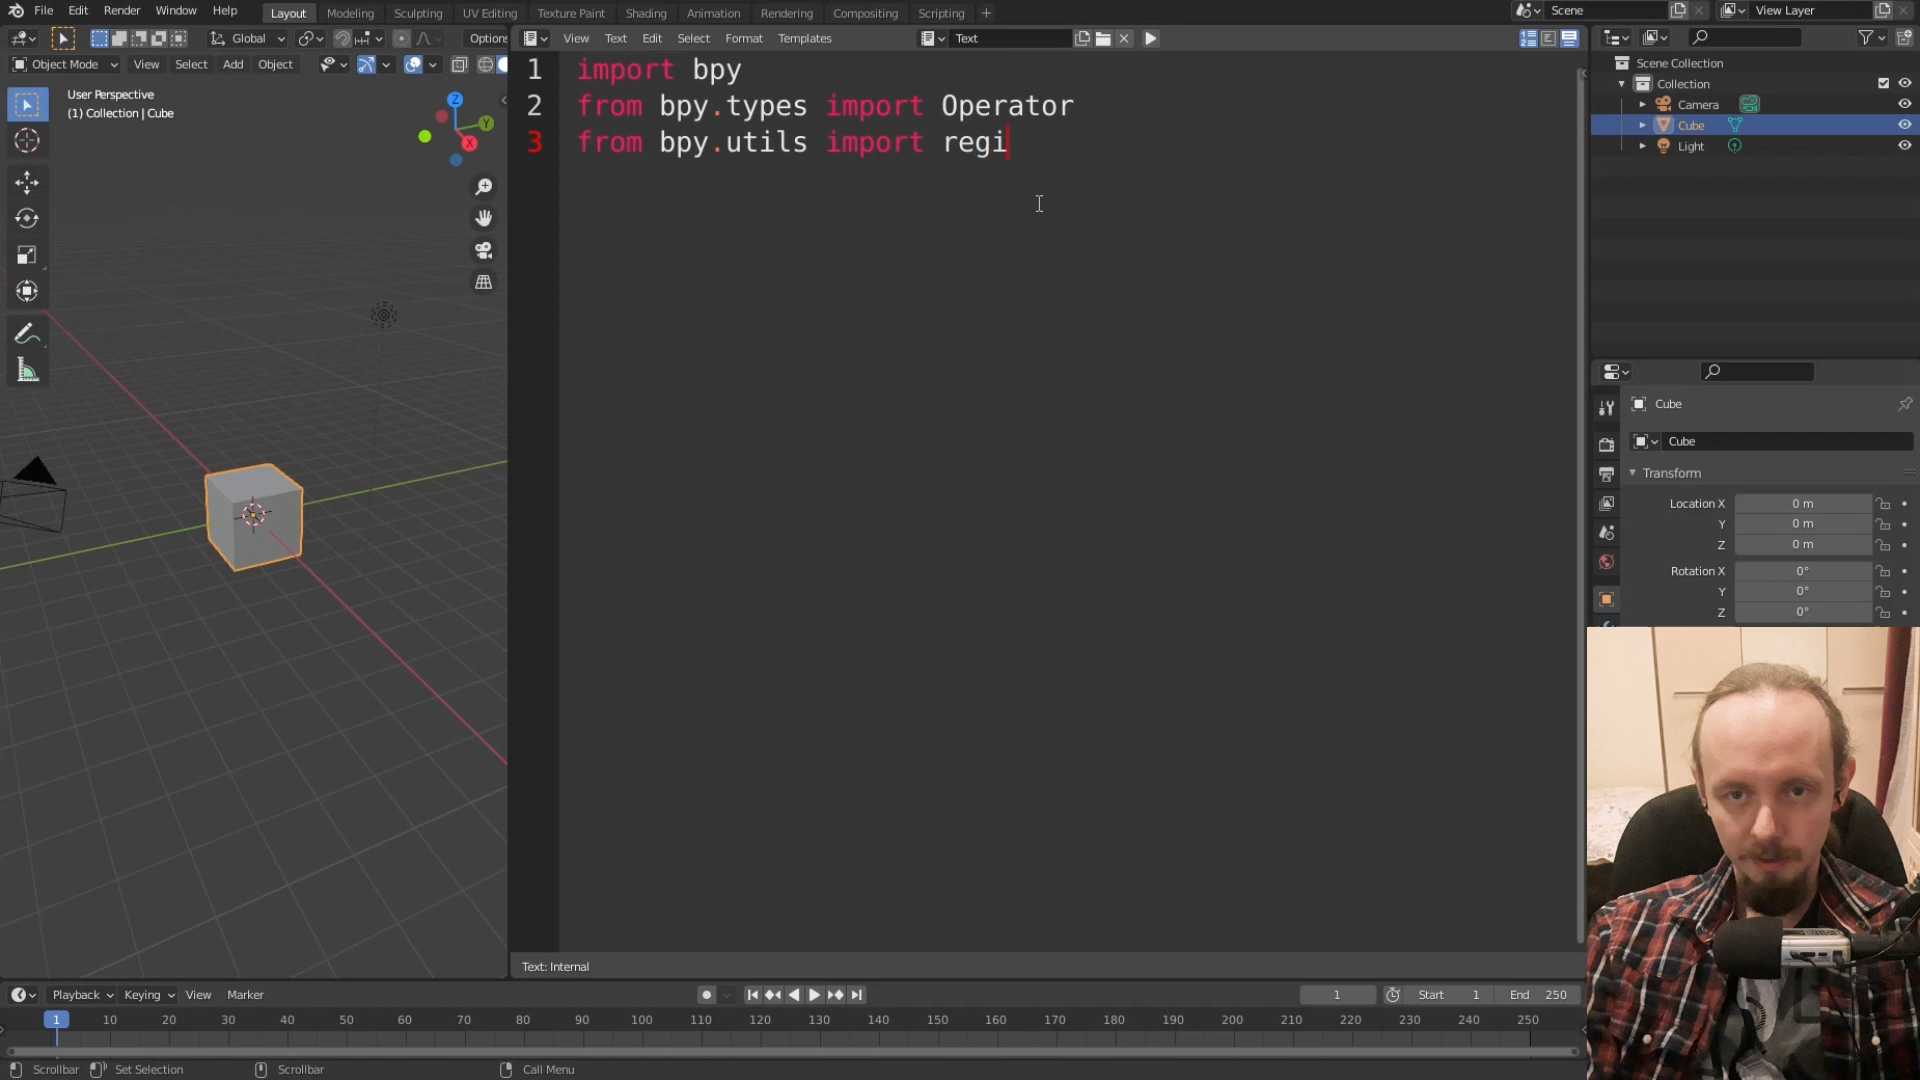 File Edit Render Window Help Layout Modeling Sculpting UV Editing Texture Paint Shading Animation Rendering Compositing Scripting + Scene View Layer
Global Options View Text Edit Select Format Templates Text
Object Mode View Select Add Object
User Perspective
(1) Collection | Cube
Z
Y
X
1 import bpy
2 from bpy.types import Operator
3 from bpy.utils import regi
Text: Internal
Scene Collection
Collection
Camera
Cube
Light
Cube
Cube
Transform
Location X 0 m
Y 0 m
Z 0 m
Rotation X 0°
Y 0°
Z 0°
Playback Keying View Marker 1 Start 1 End 250
1 10 20 30 40 50 60 70 80 90 100 110 120 130 140 150 160 170 180 190 200 210 220 230 240 250
Scrollbar Set Selection Scrollbar Call Menu